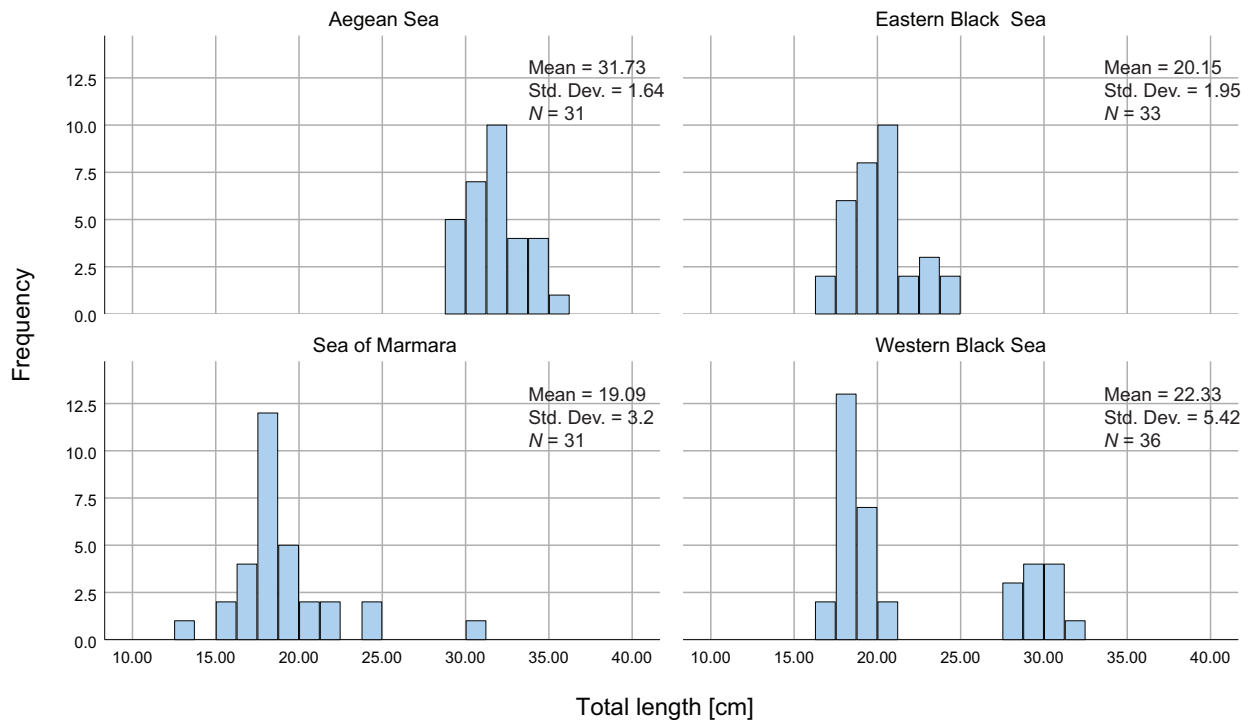 Aegean Sea
Mean = 31.73
Std. Dev. = 1.64
N = 31
12.5
10.0
7.5
5.0
2.5
0.0
Eastern Black Sea
Mean = 20.15
Std. Dev. = 1.95
N = 33
Frequency
Sea of Marmara
Mean = 19.09
Std. Dev. = 3.2
N = 31
12.5
10.0
7.5
5.0
2.5
0.0
10.00 15.00 20.00 30.00 35.00 40.00
Western Black Sea
Mean = 22.33
Std. Dev. = 5.42
N = 36
10.00 15.00 20.00 25.00 30.00 35.00 40.00
Total length [cm]